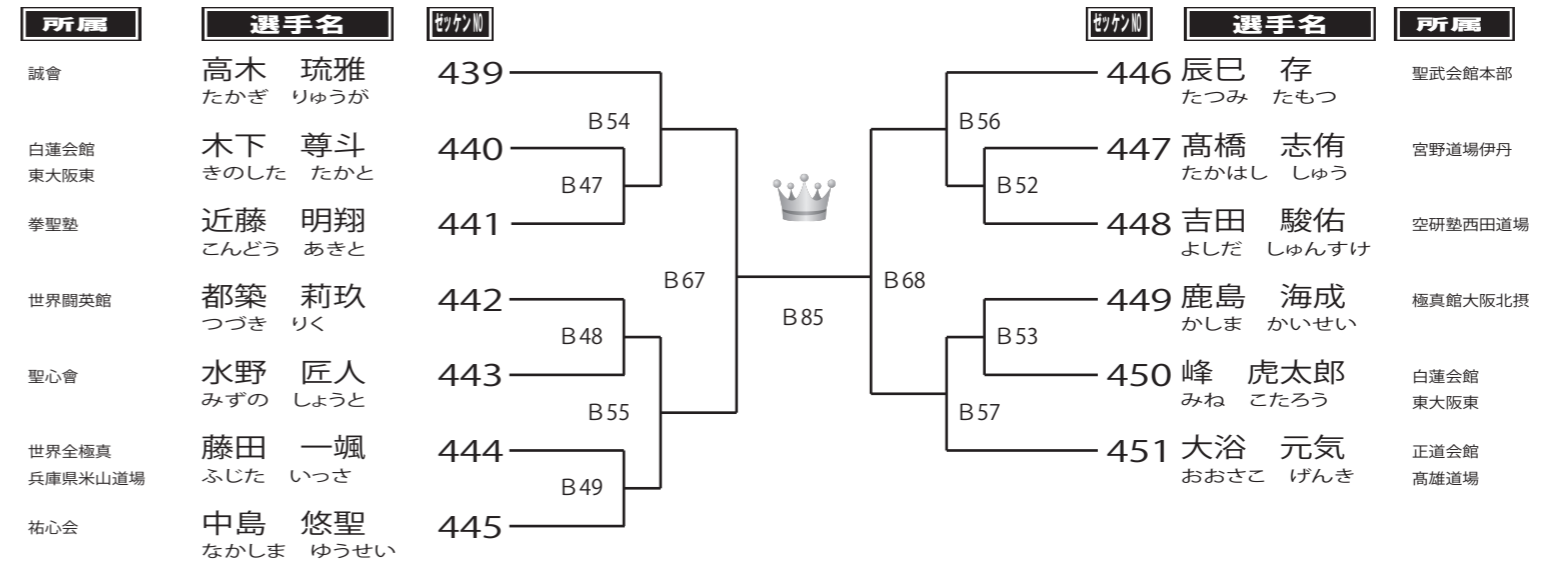 所属 選手名 ゼッケンNO
誠會 高木 琉雅 439
たかぎ りゅうが
B54
白蓮会館 木下 尊斗 440
東大阪東 きのした たかと
B47
拳聖塾 近藤 明翔 441
こんどう あきと
B67
世界闘英館 都築 莉玖 442
つづき りく
B48
聖心會 水野 匠人 443
みずの しょうと
B55
世界全極真 藤田 一颯 444
兵庫県米山道場 ふじた いっさ
B49
祐心会 中島 悠聖 445
なかしま ゆうせい
B85
ゼッケンNO 選手名 所属
446 辰巳 存 聖武会館本部
たつみ たもつ
B56
447 髙橋 志侑 宮野道場伊丹
たかはし しゅう
B52
448 吉田 駿佑 空研塾西田道場
よしだ しゅんすけ
B68
449 鹿島 海成 極真館大阪北摂
かしま かいせい
B53
450 峰 虎太郎 白蓮会館
みね こたろう 東大阪東
B57
451 大浴 元気 正道会館
おおさこ げんき 髙雄道場